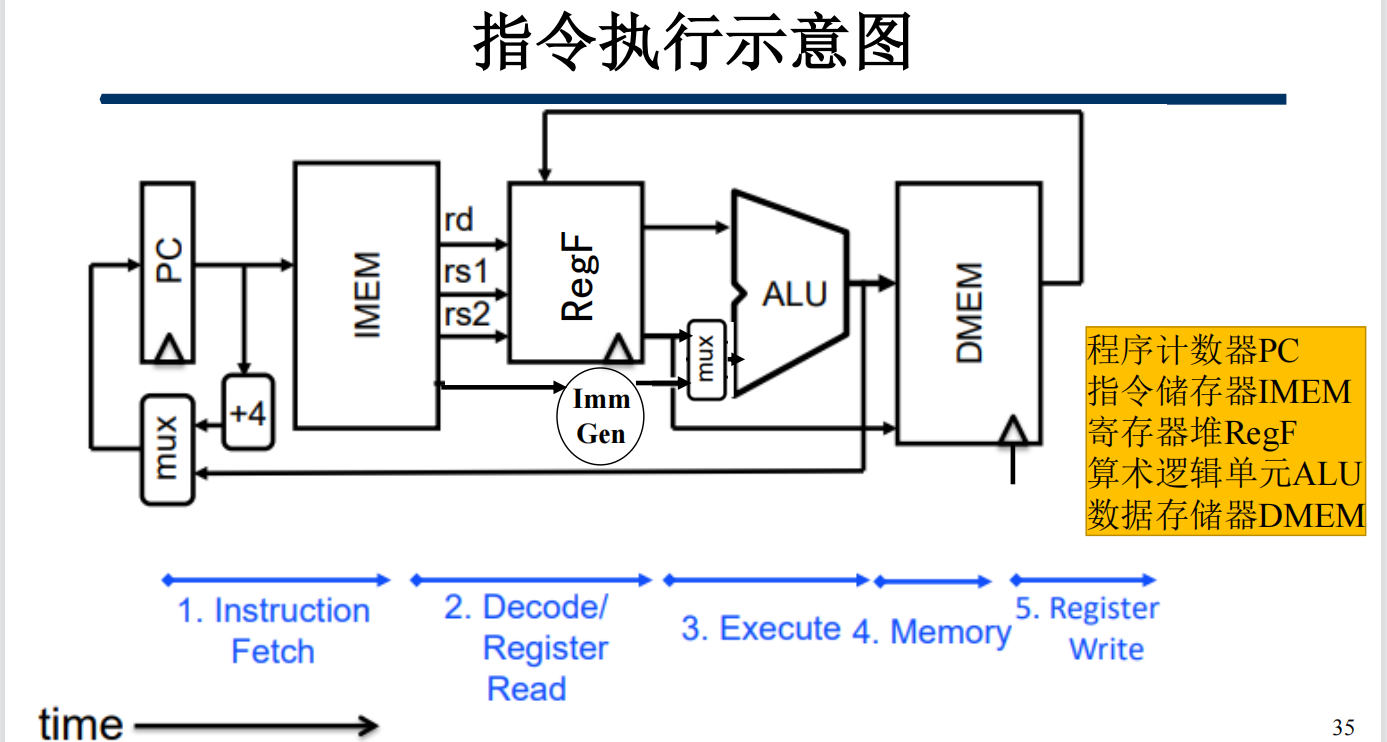 指令执行示意图
PC
IMEM
rd
rs1
rs2
RegF
ALU
DMEM
mux
+4
mux
Imm
Gen
程序计数器PC
指令储存器IMEM
寄存器堆RegF
算术逻辑单元ALU
数据存储器DMEM
1. Instruction
Fetch
2. Decode/
Register
Read
3. Execute
4. Memory
5. Register
Write
time
35